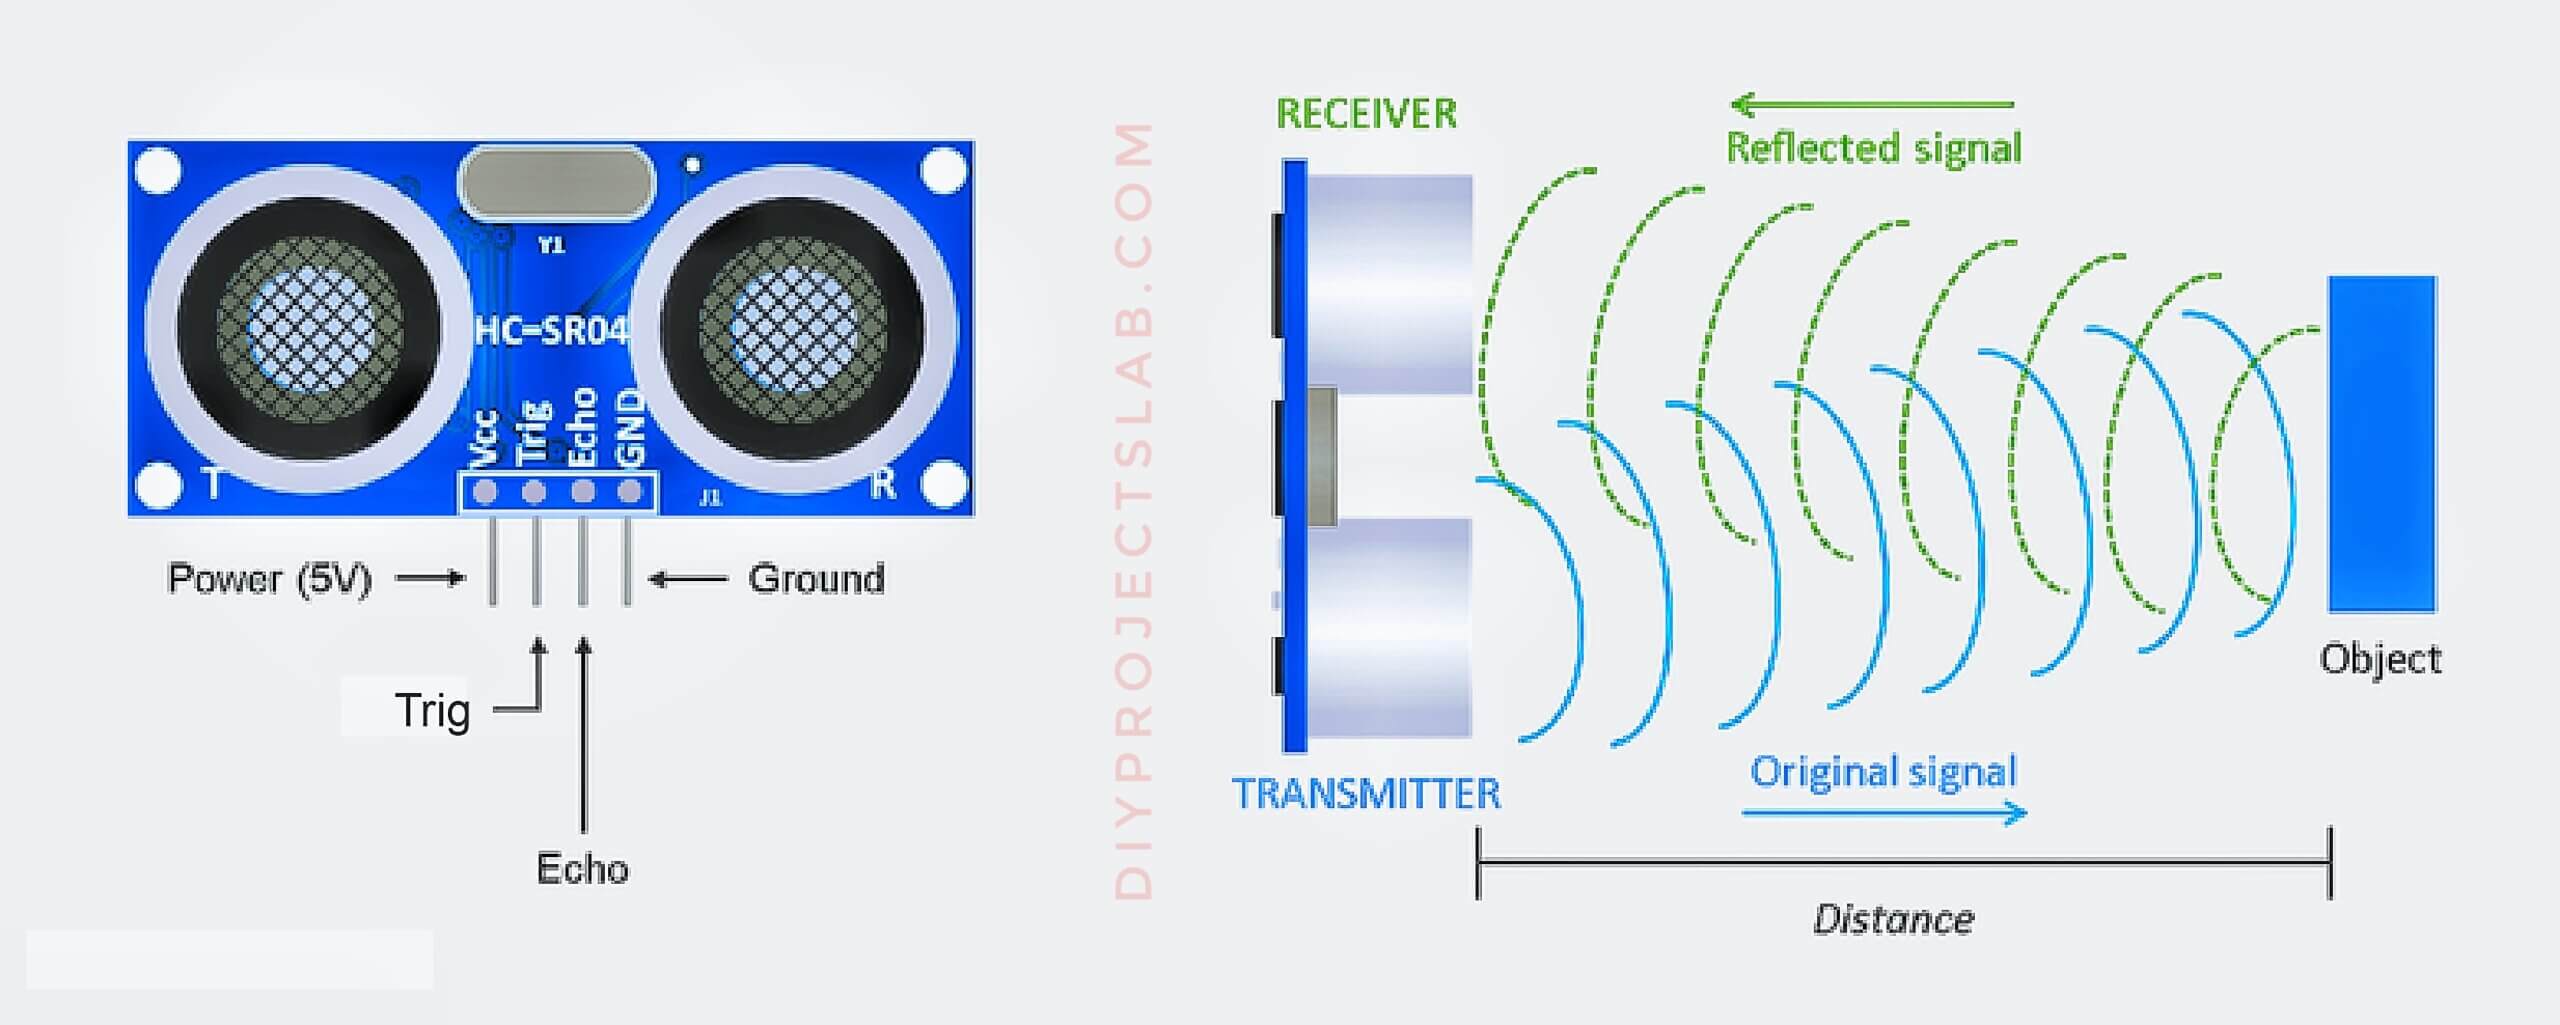 Y1
HC-SR04
Vcc
Trig
Echo
GND
T
J1
R
Power (5V)
Ground
Trig
Echo
DIYPROJECTSLAB.COM
RECEIVER
Reflected signal
Object
TRANSMITTER
Original signal
Distance